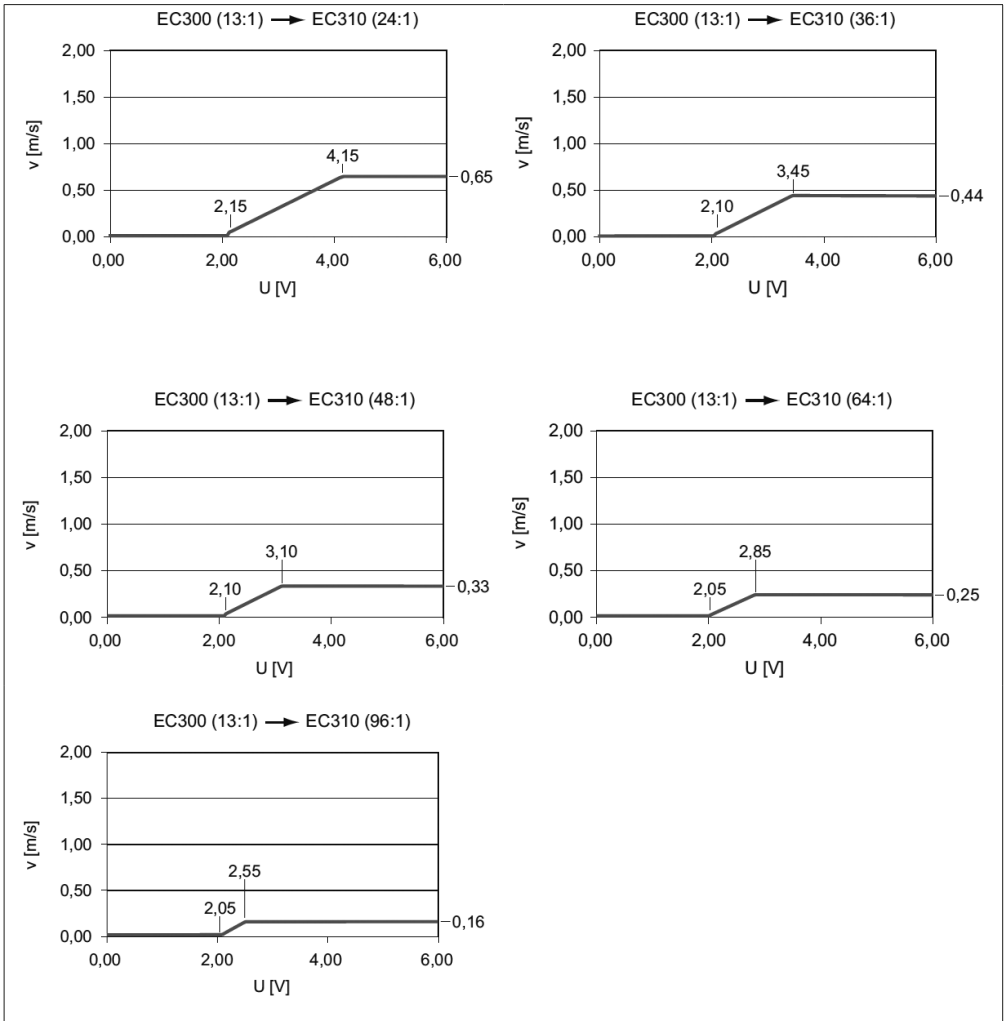 EC300 (13:1) → EC310 (24:1)
2,00
1,50
1,00
0,50
0,00
v [m/s]
4,15
2,15
0,65
0,00 2,00 4,00 6,00
U [V]
EC300 (13:1) → EC310 (36:1)
2,00
1,50
1,00
0,50
0,00
v [m/s]
3,45
2,10
0,44
0,00 2,00 4,00 6,00
U [V]
EC300 (13:1) → EC310 (48:1)
2,00
1,50
1,00
0,50
0,00
v [m/s]
3,10
2,10
0,33
0,00 2,00 4,00 6,00
U [V]
EC300 (13:1) → EC310 (64:1)
2,00
1,50
1,00
0,50
0,00
v [m/s]
2,85
2,05
0,25
0,00 2,00 4,00 6,00
U [V]
EC300 (13:1) → EC310 (96:1)
2,00
1,50
1,00
0,50
0,00
v [m/s]
2,55
2,05
0,16
0,00 2,00 4,00 6,00
U [V]